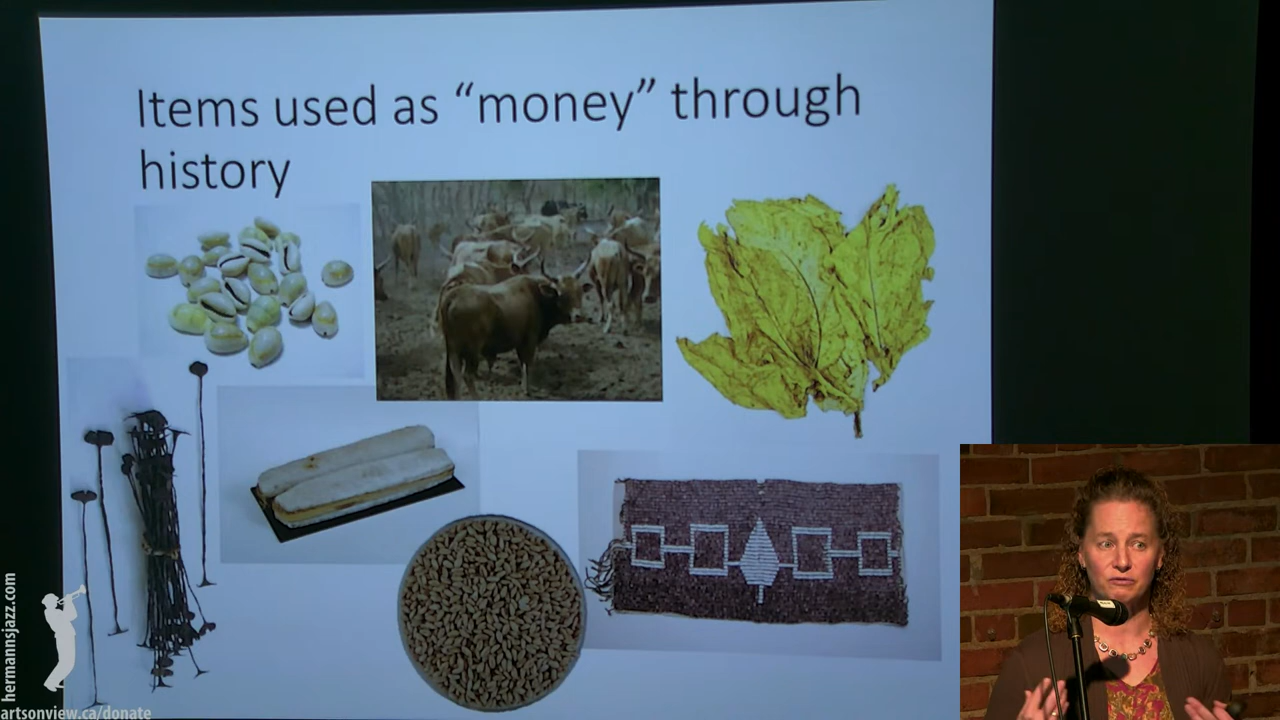 Items used as “money” through
history
hermannsjazz.com
artsonview.ca/donate